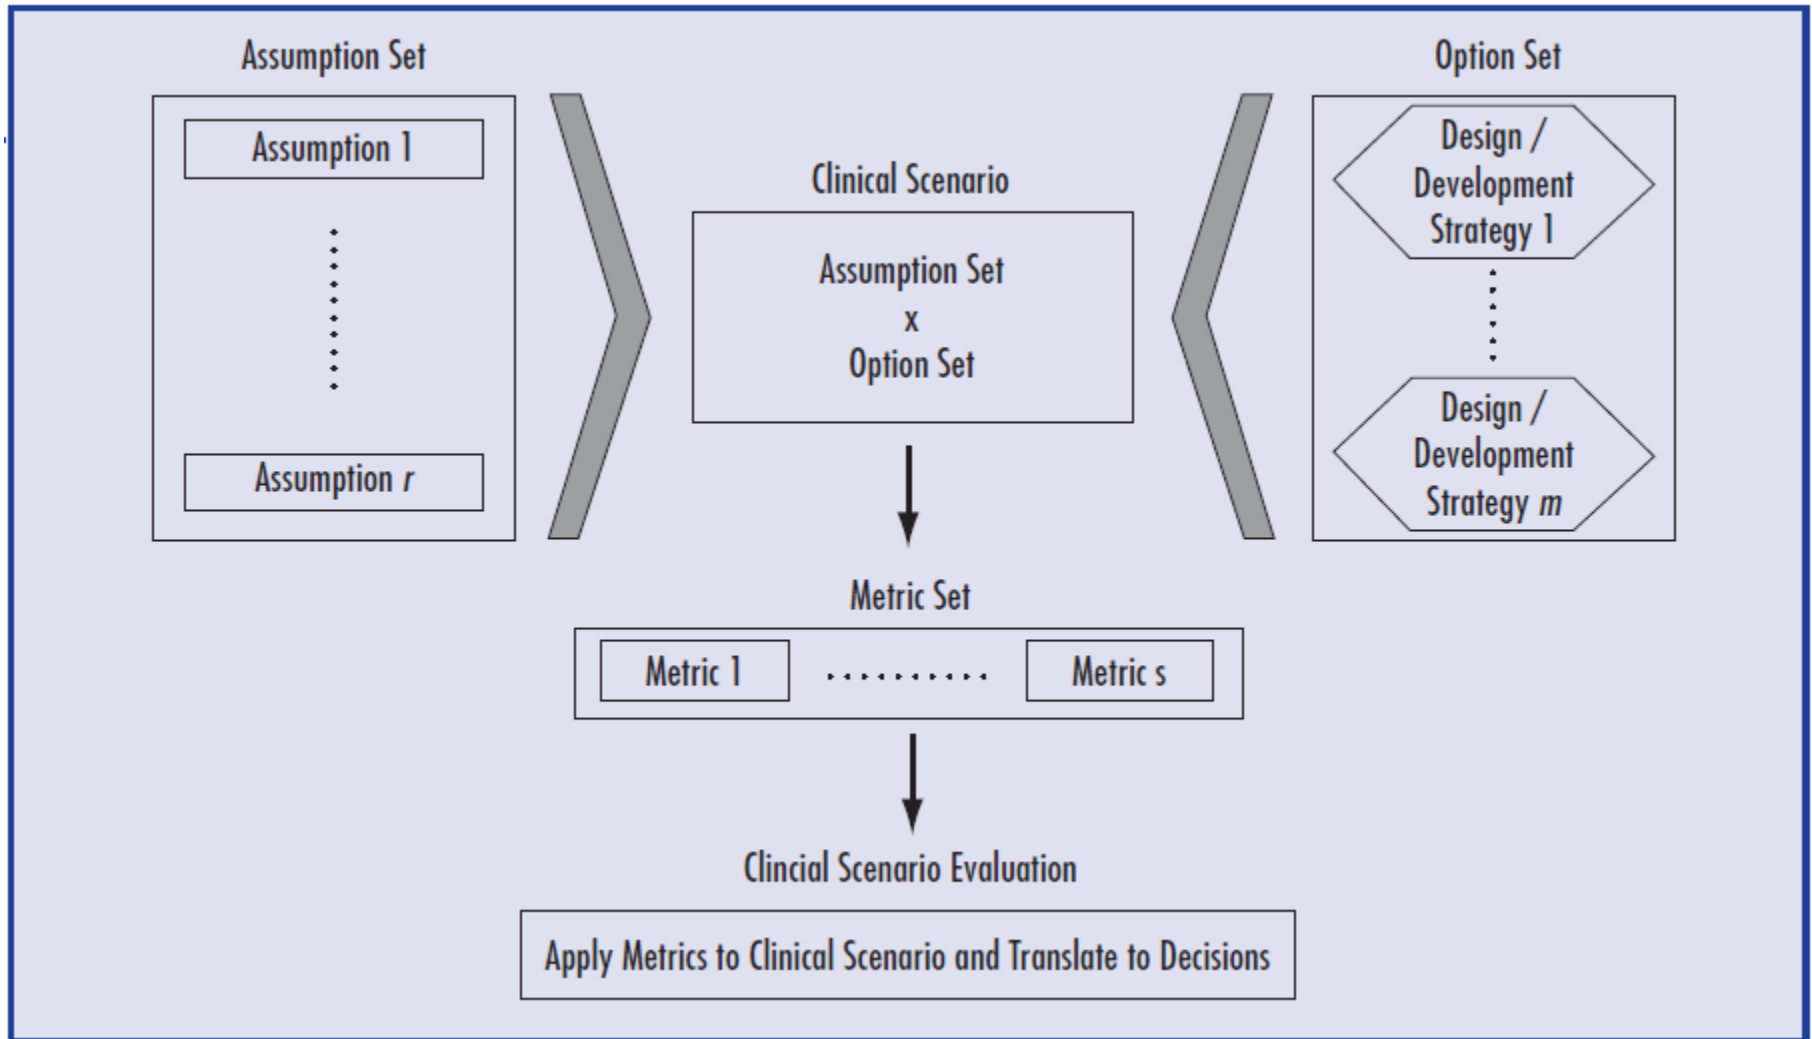 Assumption Set
Assumption 1
Assumption r
Clinical Scenario
Assumption Set
x
Option Set
Option Set
Design /
Development
Strategy 1
Design /
Development
Strategy m
Metric Set
Metric 1
Metric s
Clincial Scenario Evaluation
Apply Metrics to Clinical Scenario and Translate to Decisions